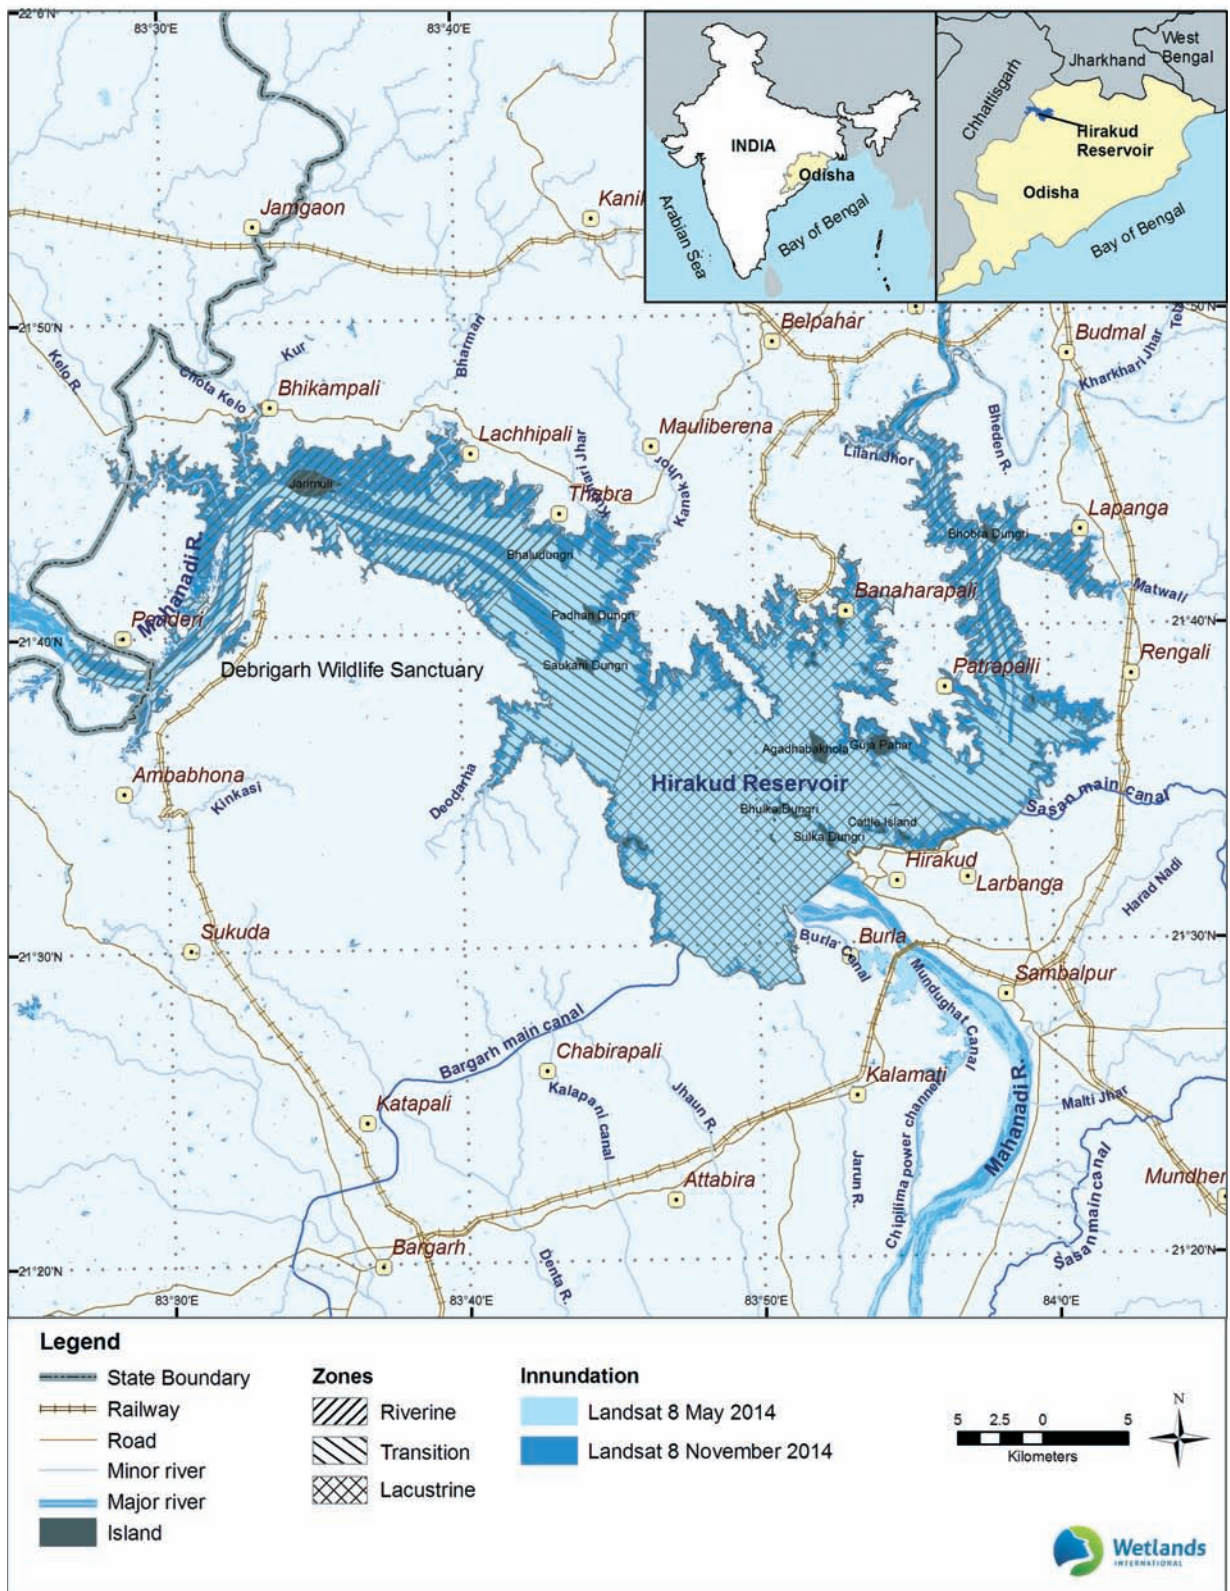 22°0'N
83°30'E
83°40'E
INDIA
Odisha
Arabian Sea
Bay of Bengal
West
Bengal
Jharkhand
Chhattisgarh
Hirakud
Reservoir
Odisha
Bay of Bengal
Jamgaon
21°50'N
Belpahar
Budmal
Kelo R.
Kur
Bharmari
Chota Kelo
Bhikampali
Kharkhari Jhar
Bheden R.
Lachhipali
Mauliberena
Lilari Jhor
Jarimuli
Thebra
Kanak Jhor
Lapanga
Bhobra Dungri
Bhaludungri
Mahanadi R.
Banaharapali
Matwali
Padhan Dungri
21°40'N
21°40'N
Saukani Dungri
Debrigarh Wildlife Sanctuary
Patrapalli
Rengali
Agadhabakhola
Guja Pahar
Ambabhona
Kinkasi
Deodarha
Hirakud Reservoir
Bhulka Dungri
Cattle Island
Sulka Dungri
Sasan main canal
Hirakud
Larbanga
Harad Nadi
Sukuda
21°30'N
Burla
Burla Canal
21°30'N
Mundughat Canal
Sambalpur
Bargarh main canal
Chabirapali
Kalapani canal
Jhaun R.
Kalamati
Malti Jhar
Katapali
Chipilima power channel
Mahanadi R.
Attabira
Jarun R.
Sasan main canal
Bargarh
Denta R.
21°20'N
21°20'N
83°30'E
83°40'E
83°50'E
84°0'E
Legend
State Boundary
Railway
Road
Minor river
Major river
Island
Zones
Riverine
Transition
Lacustrine
Innundation
Landsat 8 May 2014
Landsat 8 November 2014
N
5 2.5 0 5
Kilometers
Wetlands
INTERNATIONAL